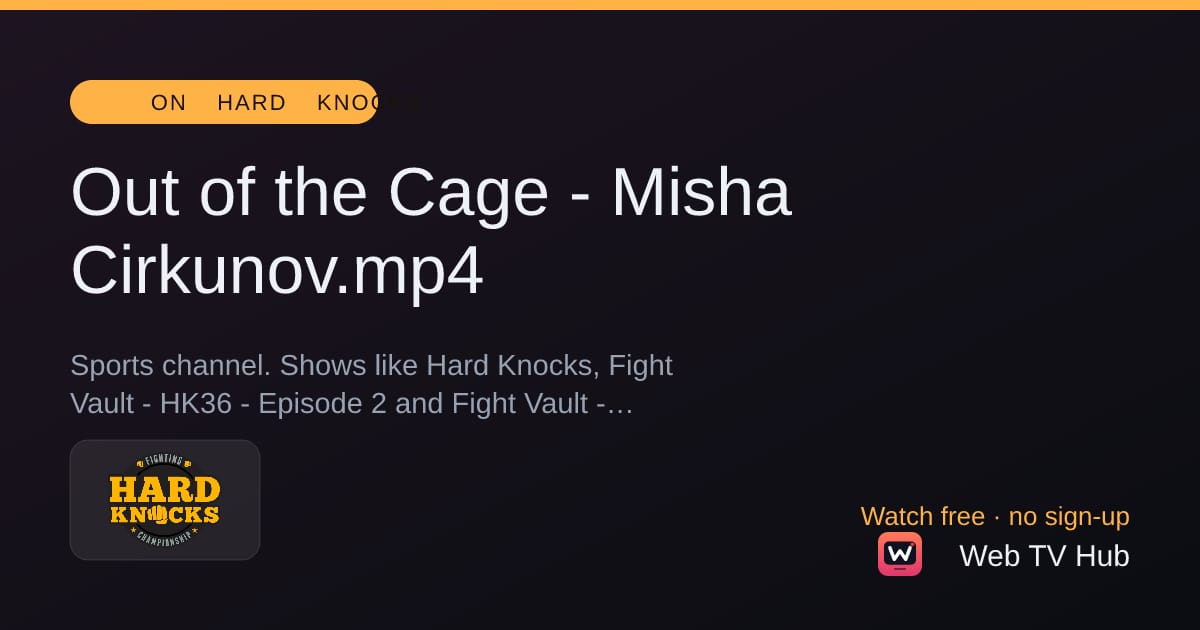 ON HARD KNOC
Out of the Cage - Misha
Cirkunov.mp4
Sports channel. Shows like Hard Knocks, Fight
Vault - HK36 - Episode 2 and Fight Vault -…
FIGHTING
HARD
KNOCKS
CHAMPIONSHIP
Watch free · no sign-up
W
Web TV Hub